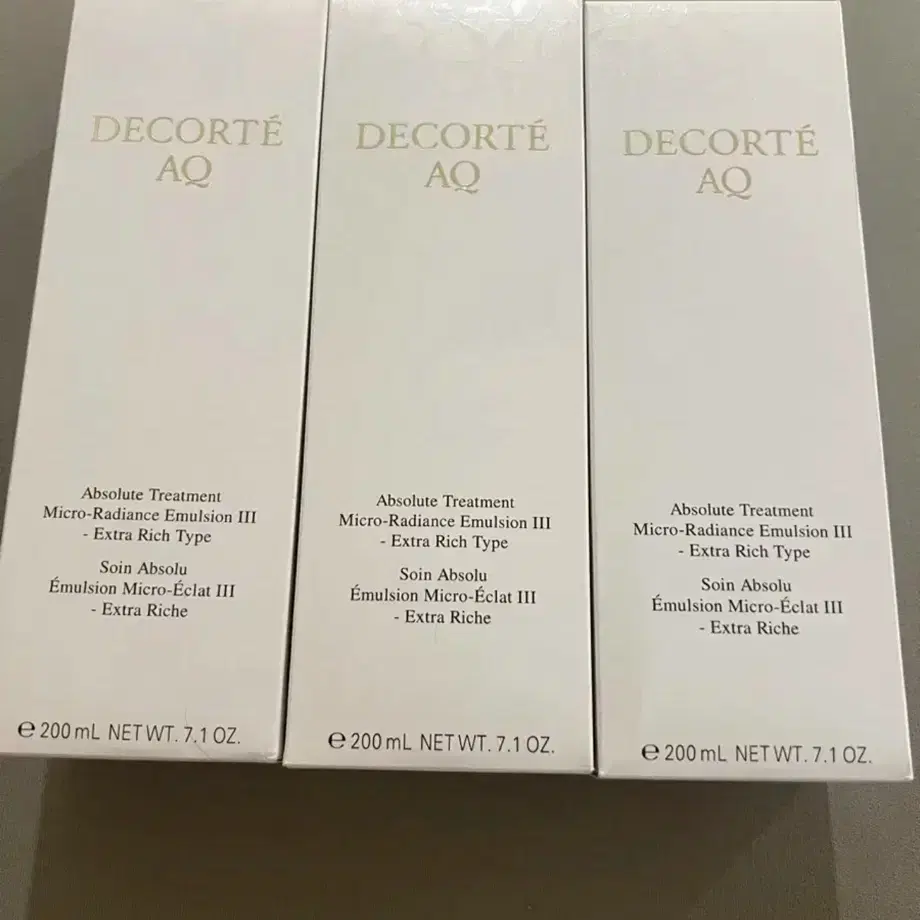 DECORTÉ
AQ
Absolute Treatment
Micro-Radiance Emulsion III
- Extra Rich Type
Soin Absolu
Émulsion Micro-Éclat III
- Extra Riche
℮ 200 mL NET WT. 7.1 OZ.
DECORTÉ
AQ
Absolute Treatment
Micro-Radiance Emulsion III
- Extra Rich Type
Soin Absolu
Émulsion Micro-Éclat III
- Extra Riche
℮ 200 mL NET WT. 7.1 OZ.
DECORTÉ
AQ
Absolute Treatment
Micro-Radiance Emulsion III
- Extra Rich Type
Soin Absolu
Émulsion Micro-Éclat III
- Extra Riche
℮ 200 mL NET WT. 7.1 OZ.